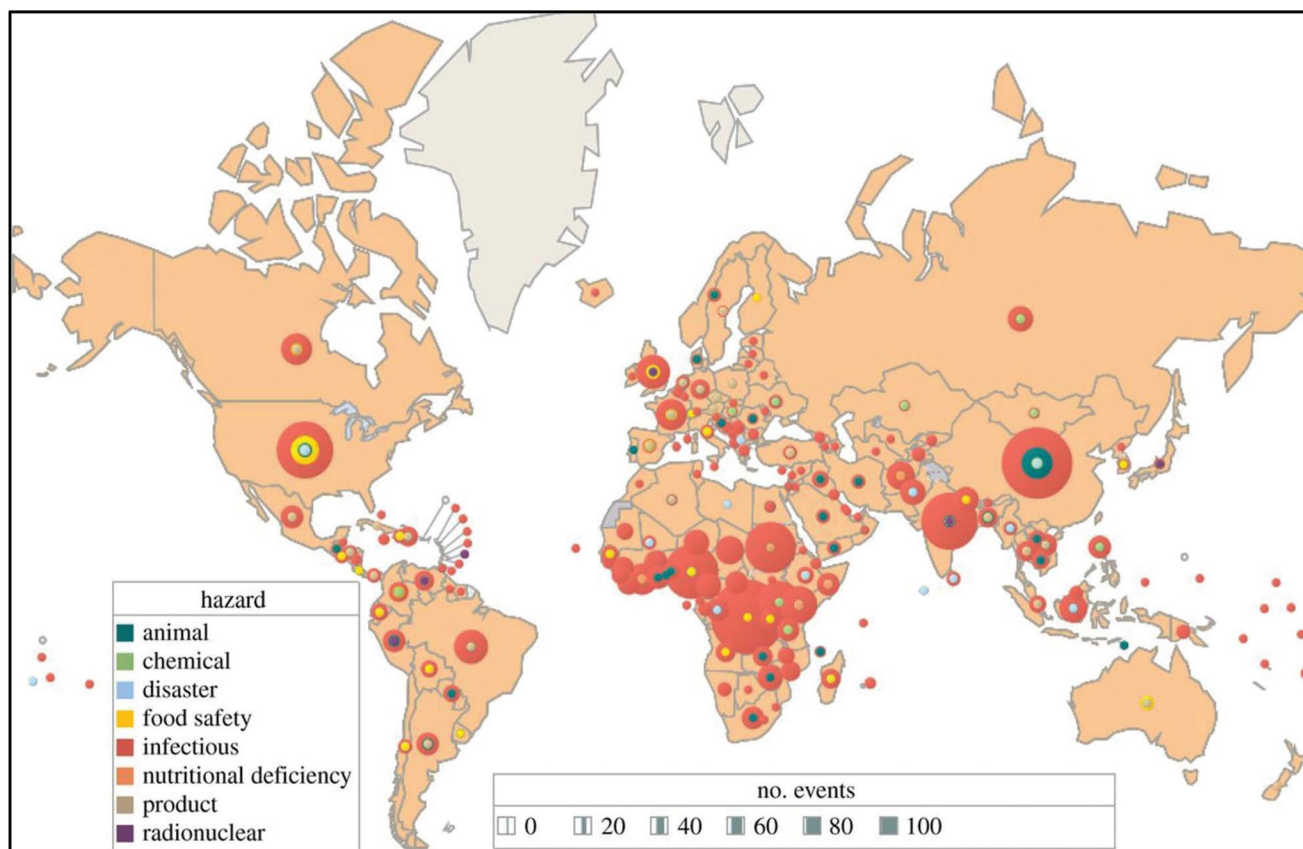 hazard
animal
chemical
disaster
food safety
infectious
nutritional deficiency
product
radionuclear
no. events
0 20 40 60 80 100